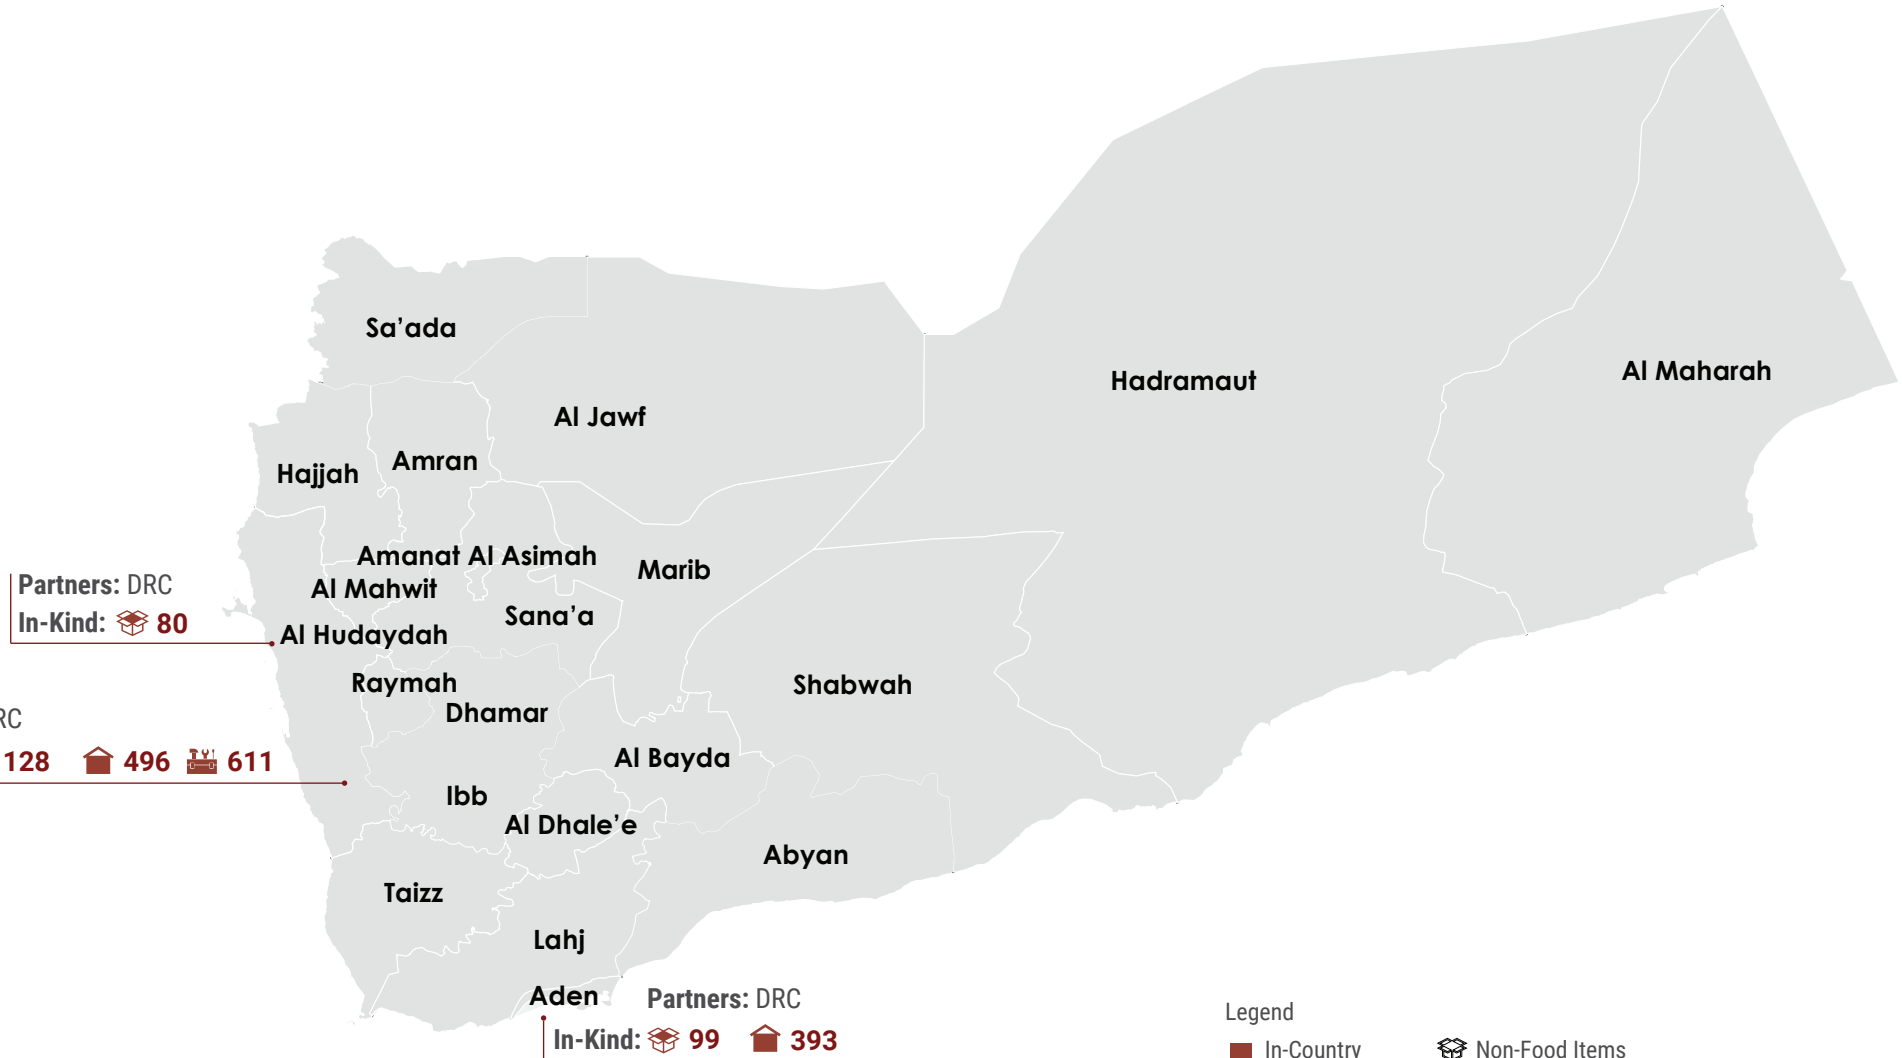 Sa’ada
Al Jawf
Hadramaut
Al Maharah
Hajjah
Amran
Amanat Al Asimah
Al Mahwit
Marib
Sana’a
Al Hudaydah
Partners: DRC
In-Kind: 80
Raymah
Dhamar
Shabwah
RC
128 496 611
Al Bayda
Ibb
Al Dhale’e
Abyan
Taizz
Lahj
Aden
Partners: DRC
In-Kind: 99 393
Legend
In-Country
Non-Food Items